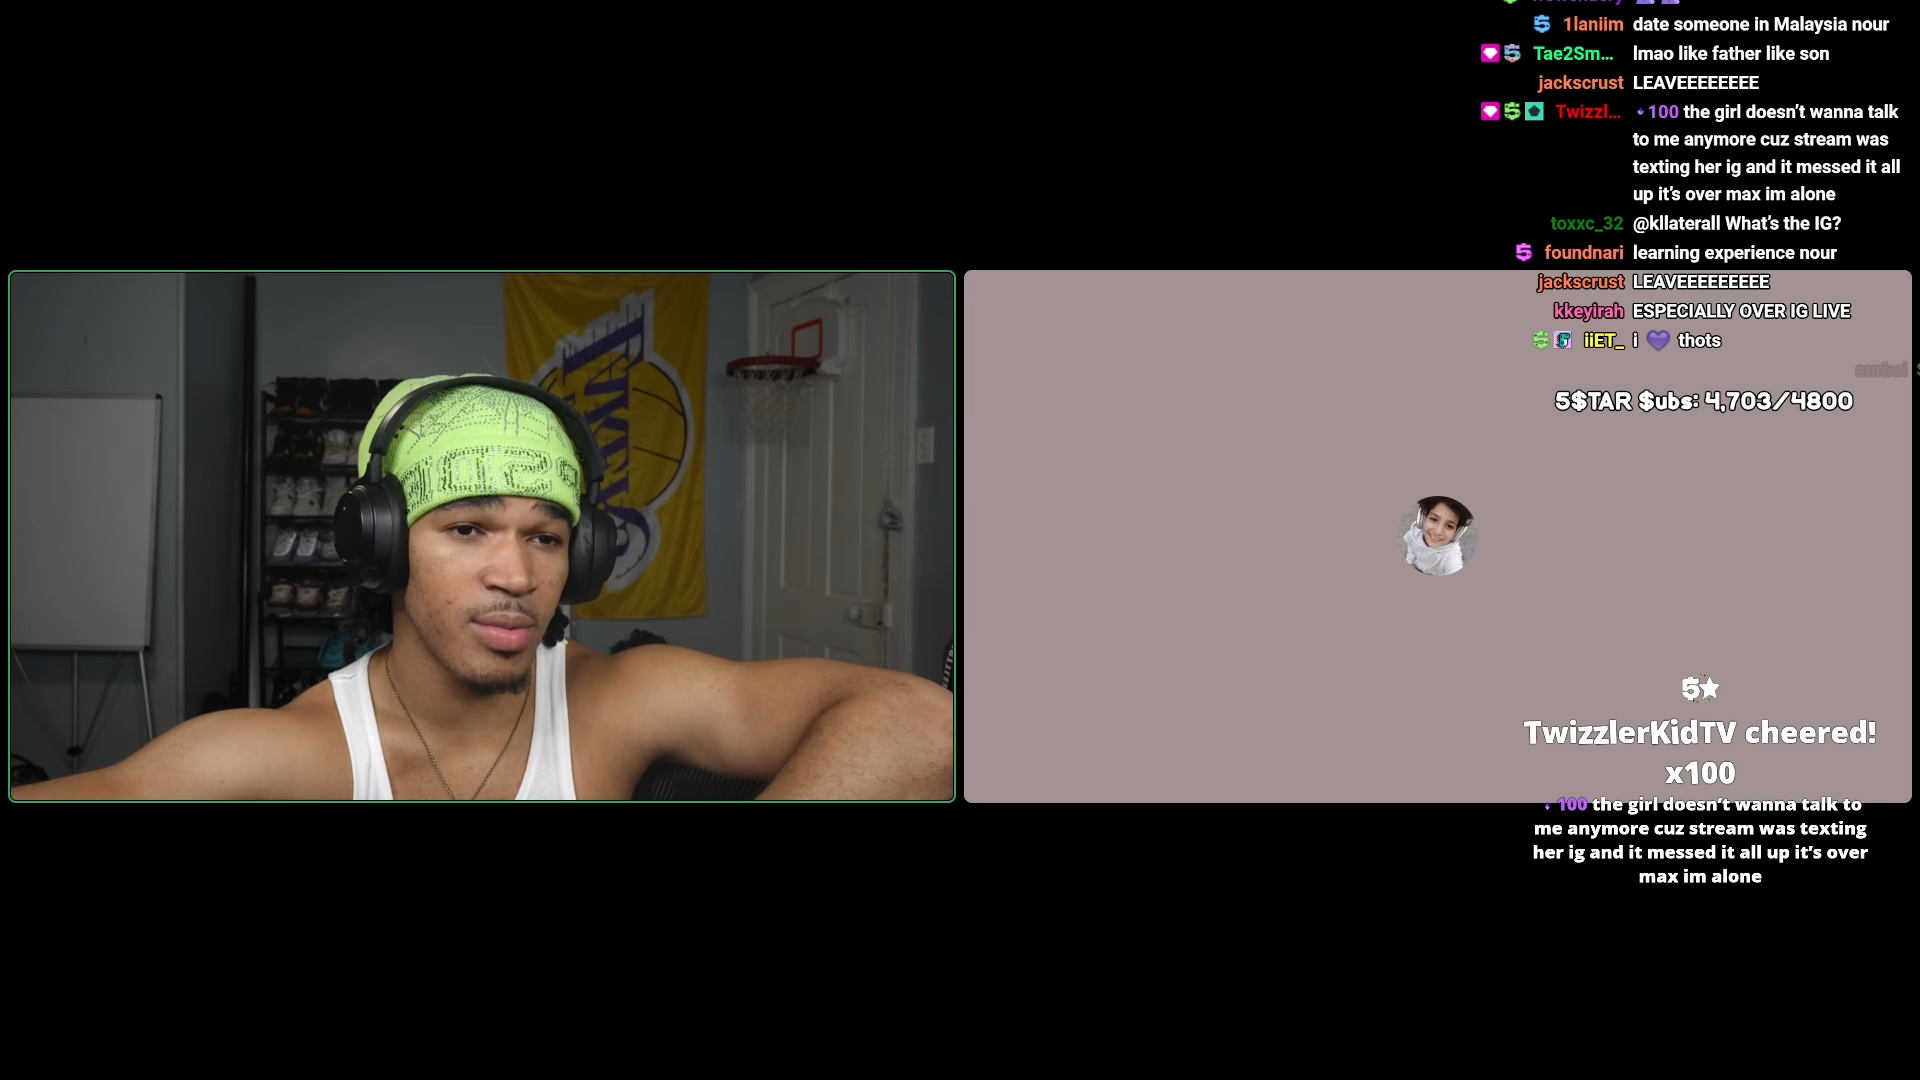 1laniim date someone in Malaysia nour
Tae2Sm... lmao like father like son
jackscrust LEAVEEEEEEEE
Twizzl... 100 the girl doesn't wanna talk
to me anymore cuz stream was
texting her ig and it messed it all
up it's over max im alone
toxxc_32 @kllaterall What's the IG?
foundnari learning experience nour
jackscrust LEAVEEEEEEEEE
kkeyirah ESPECIALLY OVER IG LIVE
iiET_ i 💜 thots
5$TAR $ubs: 4,703/4800
LAKERS
5★
TwizzlerKidTV cheered!
x100
100 the girl doesn't wanna talk to
me anymore cuz stream was texting
her ig and it messed it all up it's over
max im alone